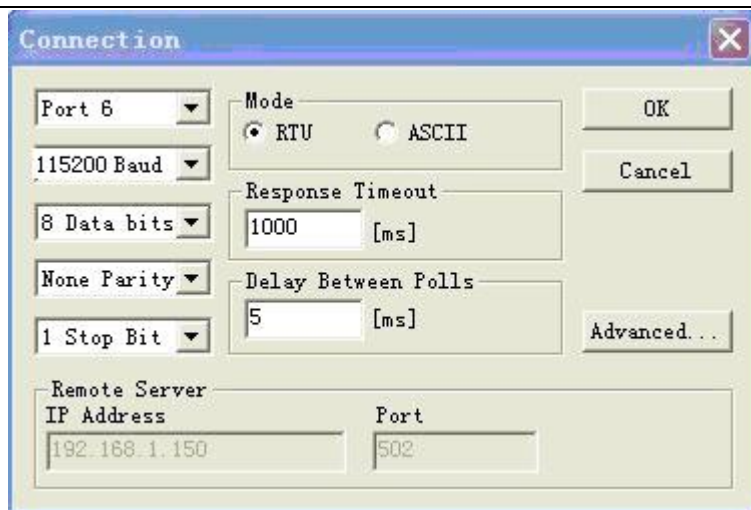 Connection
Port 6
115200 Baud
8 Data bits
None Parity
1 Stop Bit
Mode
RTU ASCII
Response Timeout
1000 [ms]
Delay Between Polls
5 [ms]
OK
Cancel
Advanced...
Remote Server
IP Address Port
192.168.1.150 502